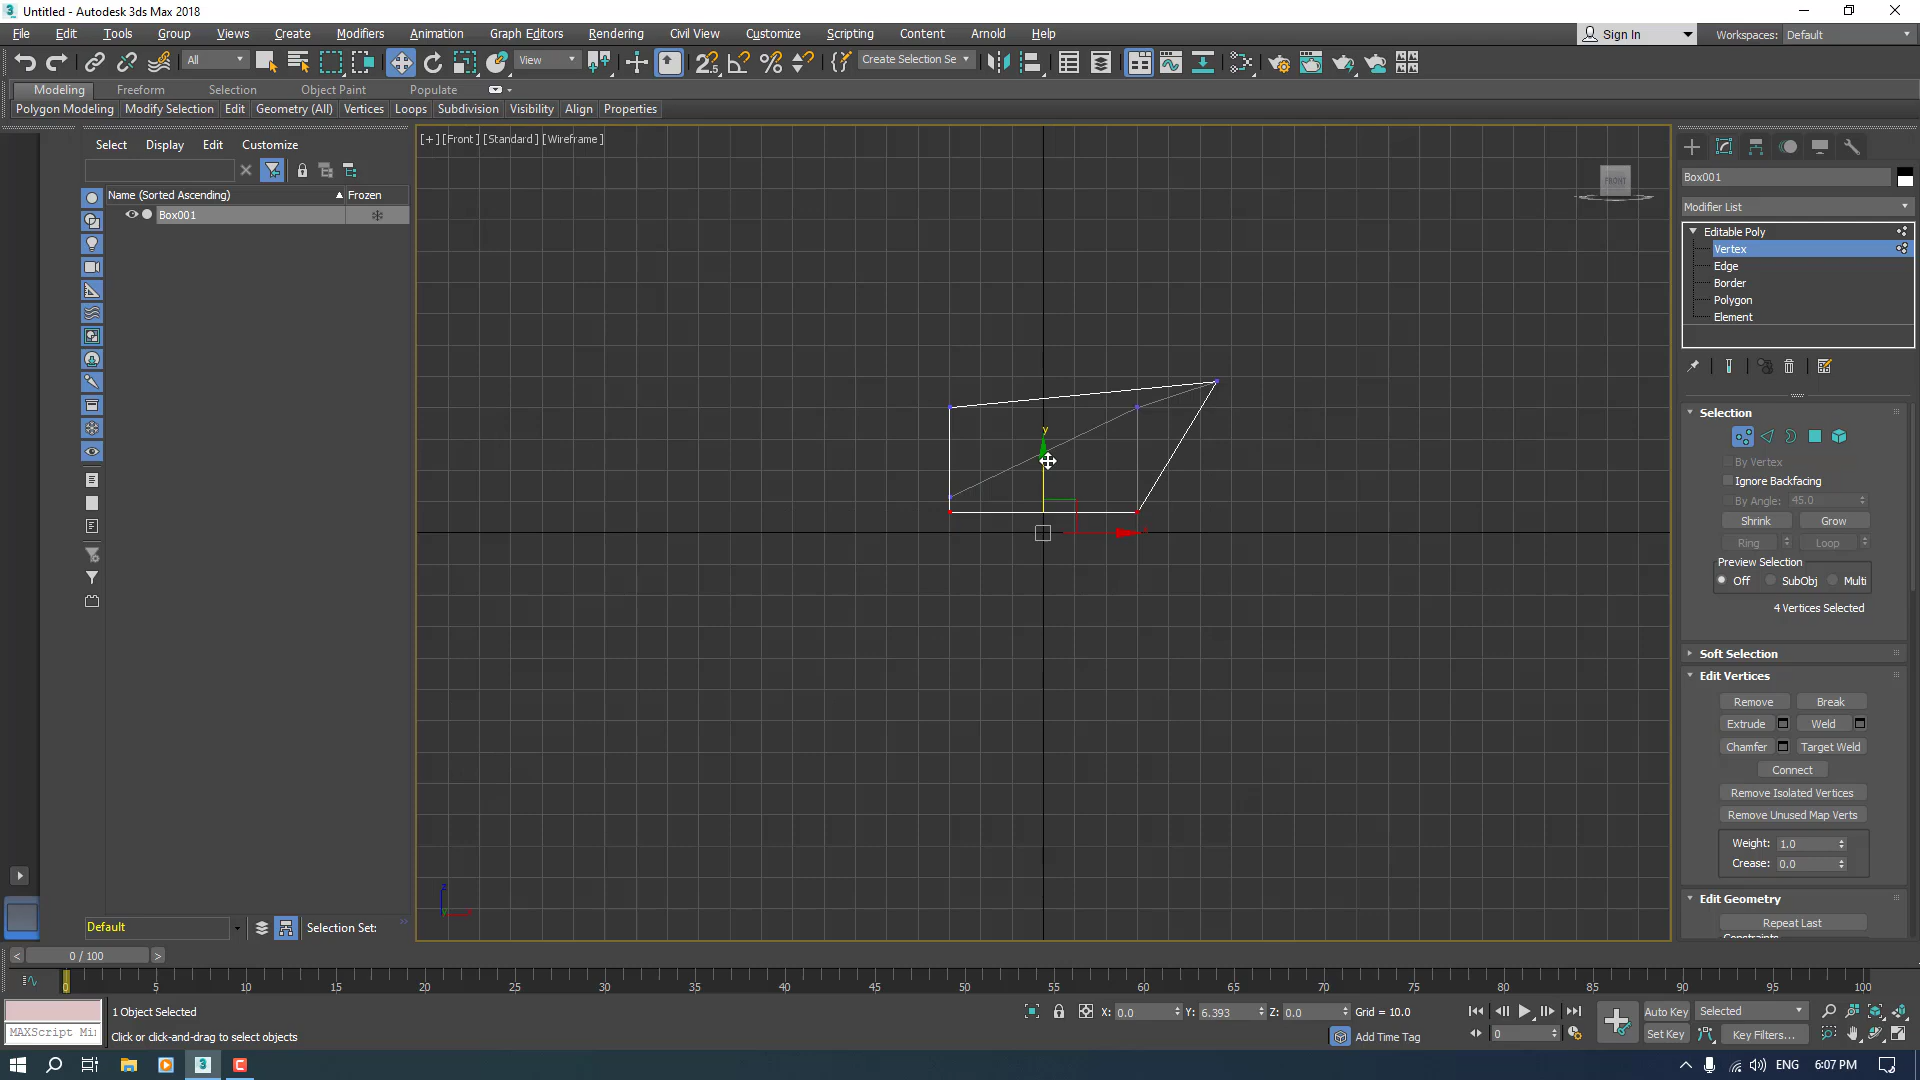 Untitled - Autodesk 3ds Max 2018
File Edit Tools Group Views Create Modifiers Animation Graph Editors Rendering Civil View Customize Scripting Content Arnold Help Sign In Workspaces: Default
All View Create Selection Se
Modeling Freeform Selection Object Paint Populate
Polygon Modeling Modify Selection Edit Geometry (All) Vertices Loops Subdivision Visibility Align Properties
Select Display Edit Customize
[+] [Front] [Standard] [Wireframe]
Name (Sorted Ascending) Frozen
Box001
FRONT
y
z
Box001
Modifier List
Editable Poly
Vertex
Edge
Border
Polygon
Element
Selection
By Vertex
Ignore Backfacing
By Angle: 45.0
Shrink Grow
Ring Loop
Preview Selection
Off SubObj Multi
4 Vertices Selected
Soft Selection
Edit Vertices
Remove Break
Extrude Weld
Chamfer Target Weld
Connect
Remove Isolated Vertices
Remove Unused Map Verts
Weight: 1.0
Crease: 0.0
Edit Geometry
Repeat Last
Constraints
Default Selection Set:
< 0 / 100 >
0 5 10 15 20 25 30 35 40 45 50 55 60 65 70 75 80 85 90 95 100
1 Object Selected X: 0.0 Y: 6.393 Z: 0.0 Grid = 10.0 Auto Key Selected
MAXScript Mi Click or click-and-drag to select objects Add Time Tag 0 Set Key Key Filters...
ENG 6:07 PM